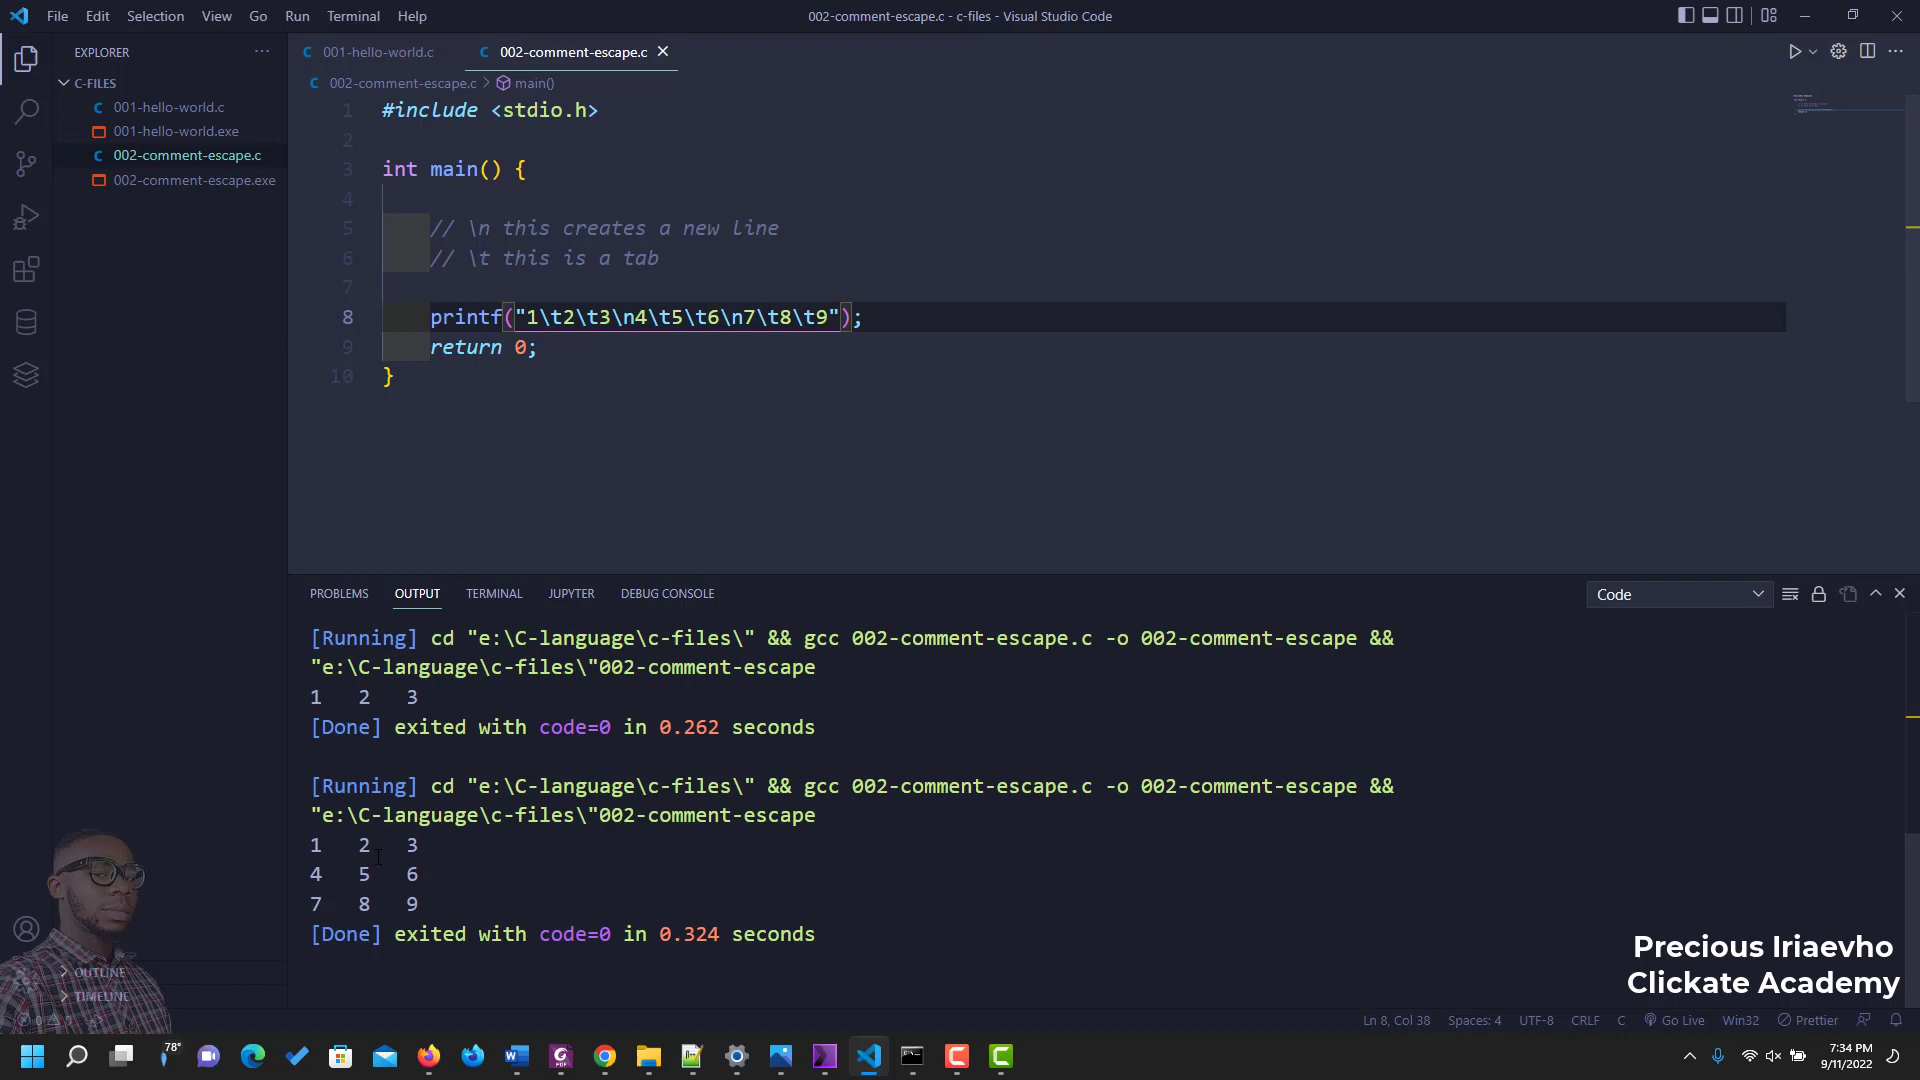 File Edit Selection View Go Run Terminal Help
002-comment-escape.c - c-files - Visual Studio Code
EXPLORER
C-FILES
001-hello-world.c
001-hello-world.exe
002-comment-escape.c
002-comment-escape.exe
OUTLINE
TIMELINE
001-hello-world.c 002-comment-escape.c
002-comment-escape.c > main()
1 #include <stdio.h>
2
3 int main() {
4
5 // \n this creates a new line
6 // \t this is a tab
7
8 printf("1\t2\t3\n4\t5\t6\n7\t8\t9");
9 return 0;
10 }
PROBLEMS OUTPUT TERMINAL JUPYTER DEBUG CONSOLE
Code
[Running] cd "e:\C-language\c-files\" && gcc 002-comment-escape.c -o 002-comment-escape &&
"e:\C-language\c-files\"002-comment-escape
1 2 3
[Done] exited with code=0 in 0.262 seconds
[Running] cd "e:\C-language\c-files\" && gcc 002-comment-escape.c -o 002-comment-escape &&
"e:\C-language\c-files\"002-comment-escape
1 2 3
4 5 6
7 8 9
[Done] exited with code=0 in 0.324 seconds
Precious Iriaevho
Clickate Academy
Ln 8, Col 38 Spaces: 4 UTF-8 CRLF C Go Live Win32 Prettier
78°
7:34 PM
9/11/2022